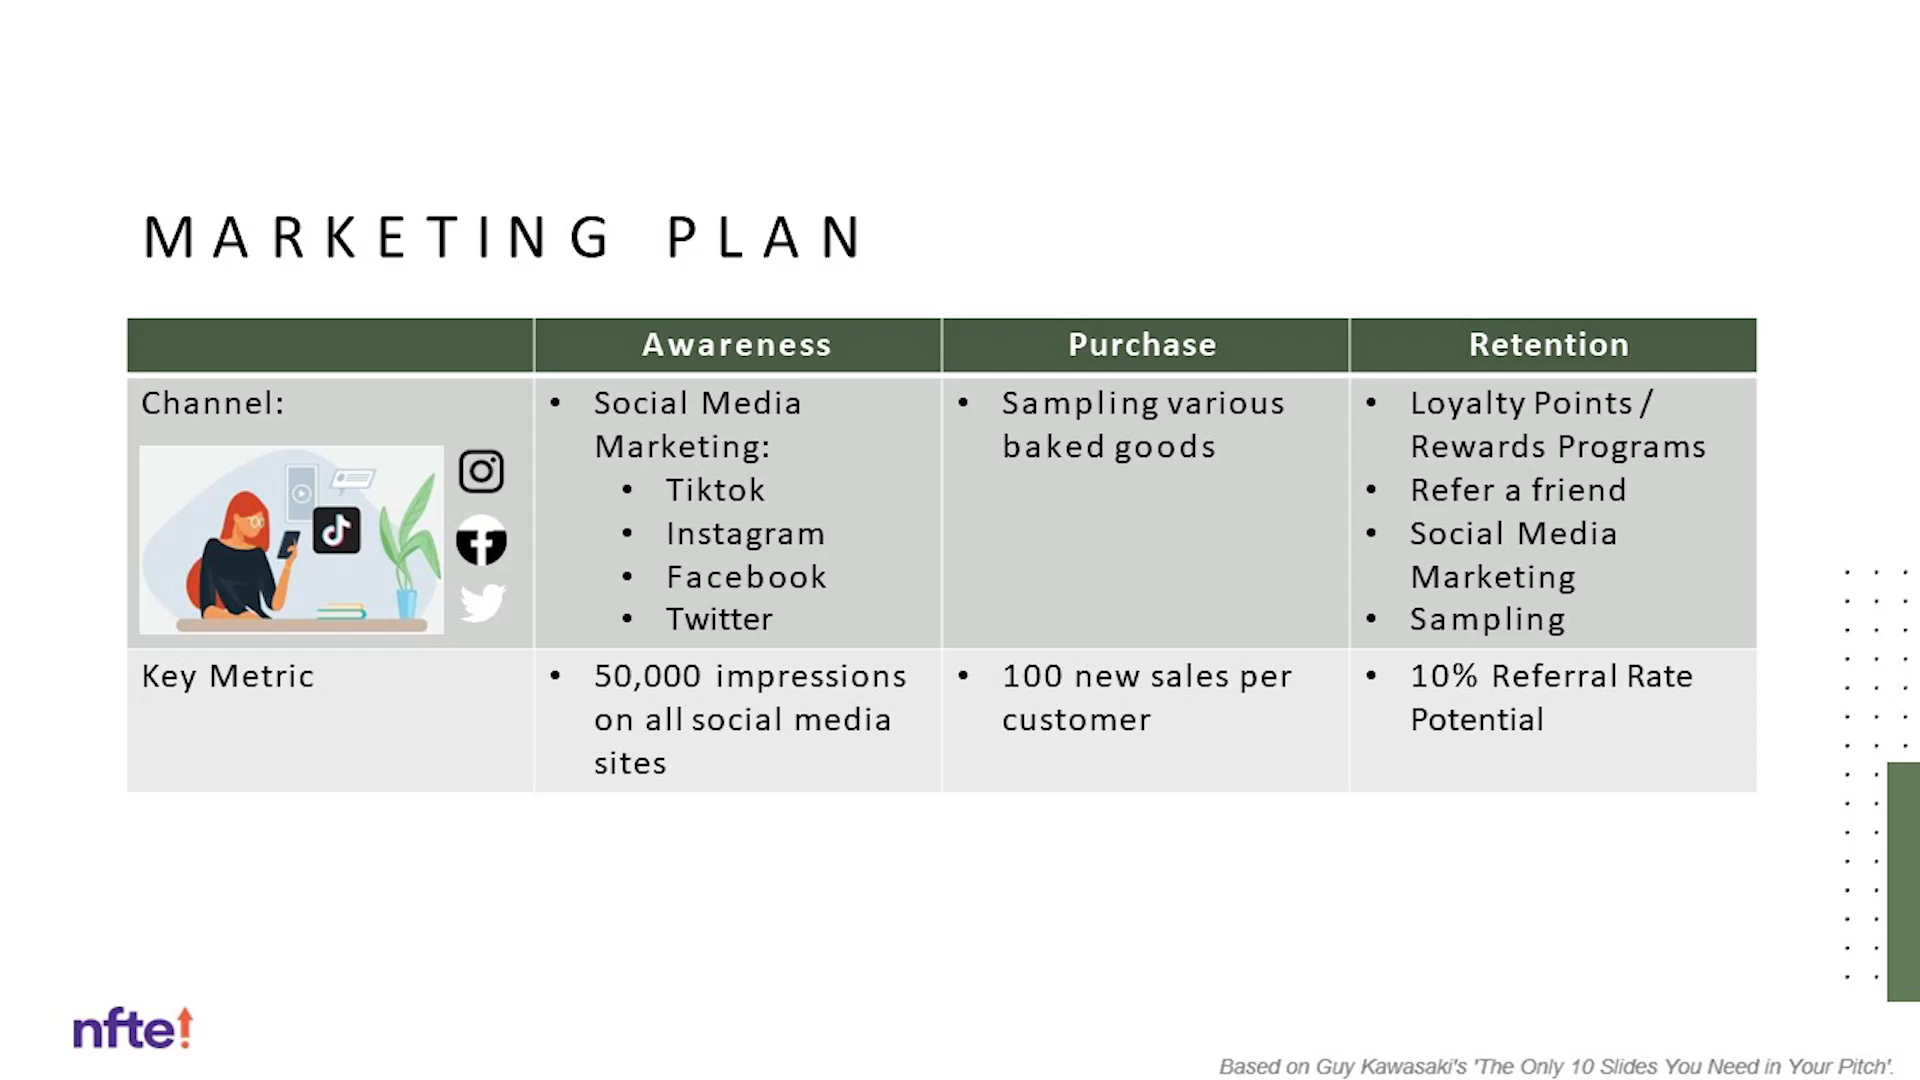 MARKETING PLAN
Awareness
Purchase
Retention
Channel:
• Social Media
Marketing:
• Tiktok
• Instagram
• Facebook
• Twitter
• Sampling various
baked goods
• Loyalty Points /
Rewards Programs
• Refer a friend
• Social Media
Marketing
• Sampling
Key Metric
• 50,000 impressions
on all social media
sites
• 100 new sales per
customer
• 10% Referral Rate
Potential
nfte!
Based on Guy Kawasaki's 'The Only 10 Slides You Need in Your Pitch'.